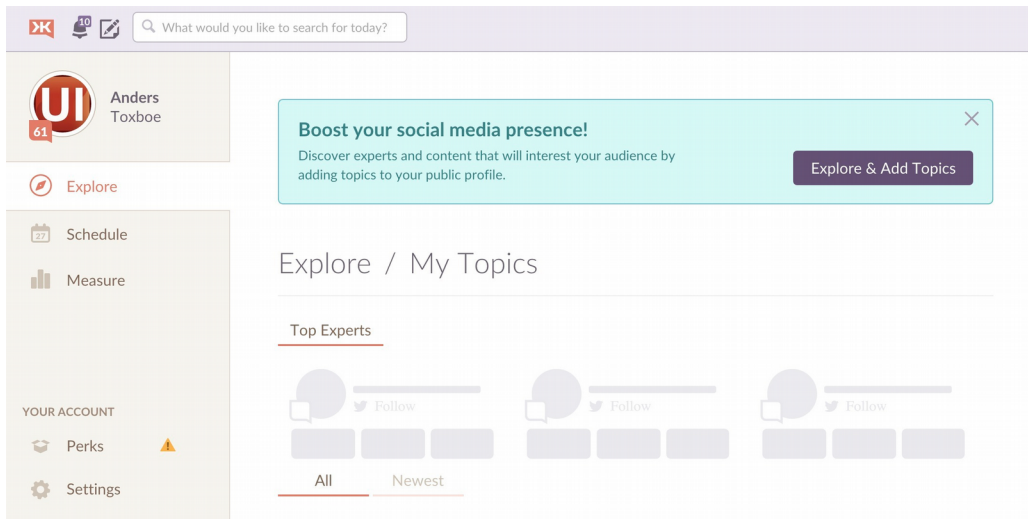 10
What would you like to search for today?
UI
61
Anders
Toxboe
Explore
27
Schedule
Measure
YOUR ACCOUNT
Perks
Settings
Boost your social media presence!
Discover experts and content that will interest your audience by
adding topics to your public profile.
Explore & Add Topics
Explore / My Topics
Top Experts
Follow
Follow
Follow
All
Newest